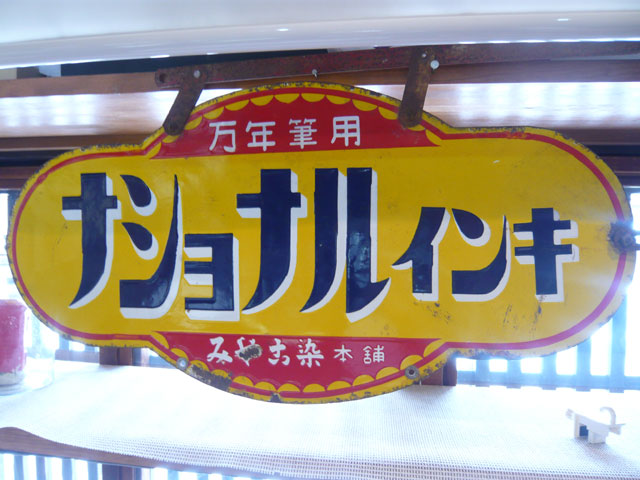 万年筆用
ナショナルインキ
みやこ染本舗